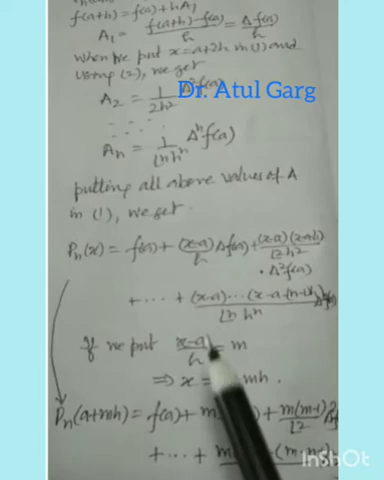 f(a+h) = f(a) + hA₁
A₁ = f(a+h) - f(a) / h = Δf(a) / h
When we put x = a+2h in (1) and
using (2), we get
A₂ = 1/2h² Δ²f(a)
Dr. Atul Garg
Aₙ = 1/⌊n hⁿ Δⁿf(a)
putting all above values of A
in (1), we get
Pₙ(x) = f(a) + (x-a)/h Δf(a) + (x-a)(x-a-h)/⌊2 h²
· Δ²f(a)
+ ··· + (x-a)···(x-a-(n-1)h)/⌊n hⁿ
If we put x-a/h = m
⇒ x = mh.
Pₙ(a+mh) = f(a) + m + m(m-1)/⌊2
+ ··· +
InShOt